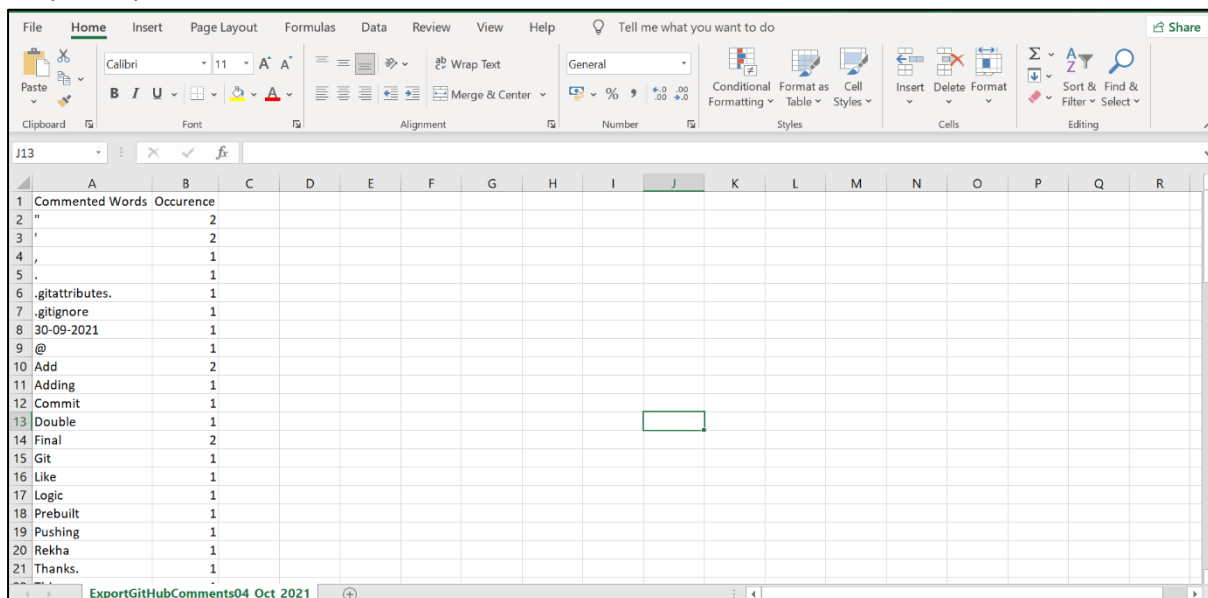 File Home Insert Page Layout Formulas Data Review View Help Tell me what you want to do Share
Calibri 11 A A Wrap Text General
Paste B I U A Merge & Center % , Conditional Formatting Format as Table Cell Styles Insert Delete Format Sort & Filter Find & Select
Clipboard Font Alignment Number Styles Cells Editing
J13 fx
A B C D E F G H I J K L M N O P Q R
1 Commented Words Occurence
2 " 2
3 ' 2
4 , 1
5 . 1
6 .gitattributes. 1
7 .gitignore 1
8 30-09-2021 1
9 @ 1
10 Add 2
11 Adding 1
12 Commit 1
13 Double 1
14 Final 2
15 Git 1
16 Like 1
17 Logic 1
18 Prebuilt 1
19 Pushing 1
20 Rekha 1
21 Thanks. 1
ExportGitHubComments04_Oct_2021